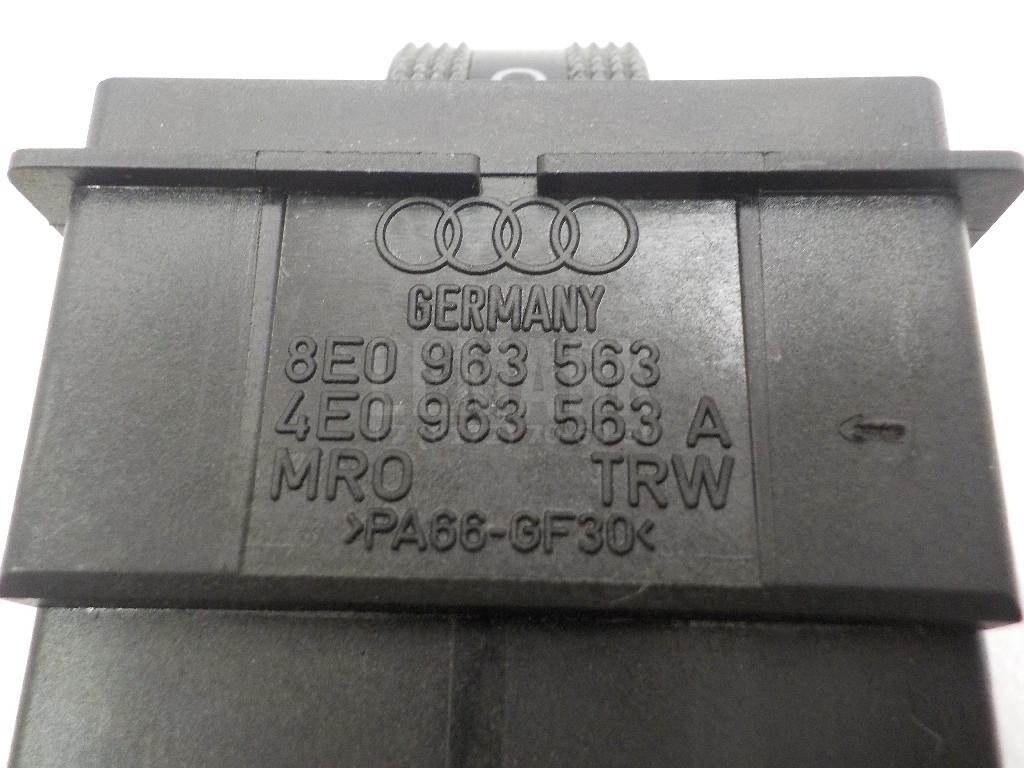 GERMANY
8E0 963 563
4E0 963 563 A
MRO TRW
>PA66-GF30<